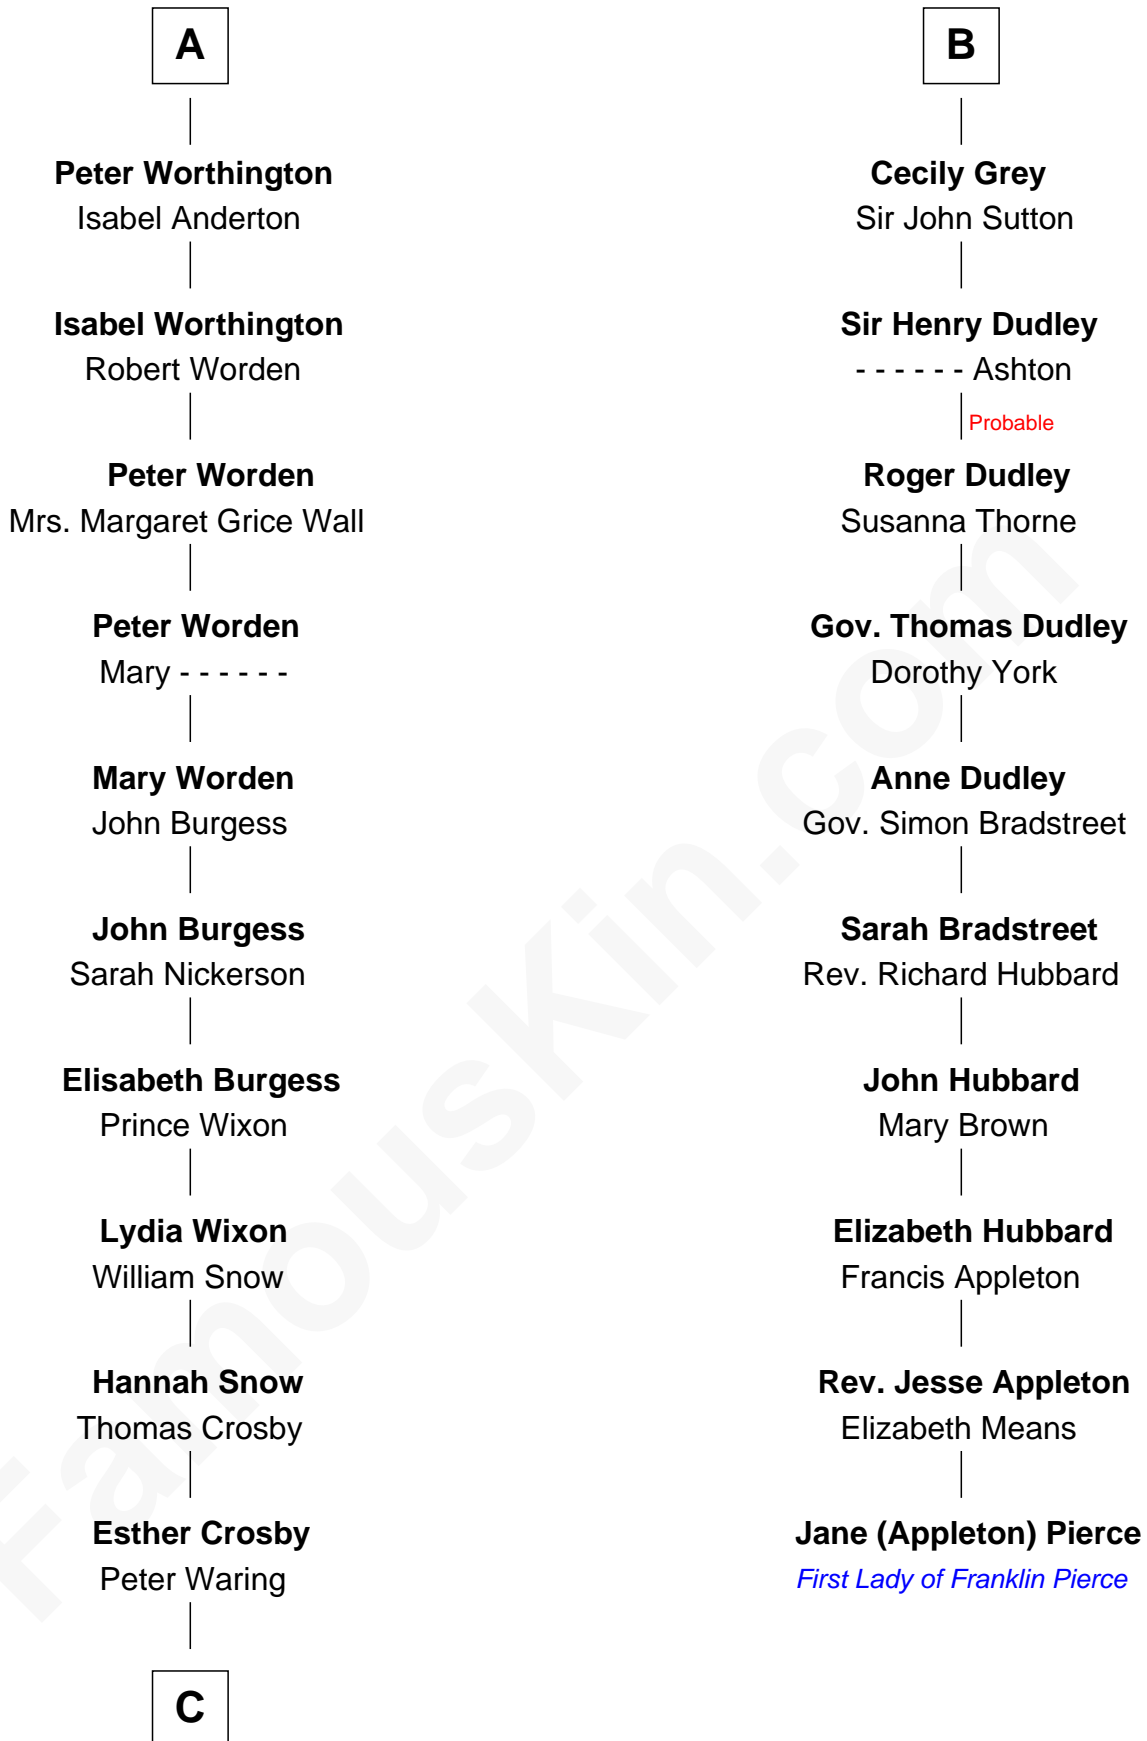 A
Peter Worthington
Isabel Anderton
Isabel Worthington
Robert Worden
Peter Worden
Mrs. Margaret Grice Wall
Peter Worden
Mary - - - - - -
Mary Worden
John Burgess
John Burgess
Sarah Nickerson
Elisabeth Burgess
Prince Wixon
Lydia Wixon
William Snow
Hannah Snow
Thomas Crosby
Esther Crosby
Peter Waring
C
B
Cecily Grey
Sir John Sutton
Sir Henry Dudley
- - - - - - Ashton
Probable
Roger Dudley
Susanna Thorne
Gov. Thomas Dudley
Dorothy York
Anne Dudley
Gov. Simon Bradstreet
Sarah Bradstreet
Rev. Richard Hubbard
John Hubbard
Mary Brown
Elizabeth Hubbard
Francis Appleton
Rev. Jesse Appleton
Elizabeth Means
Jane (Appleton) Pierce
First Lady of Franklin Pierce
FamousKin.com